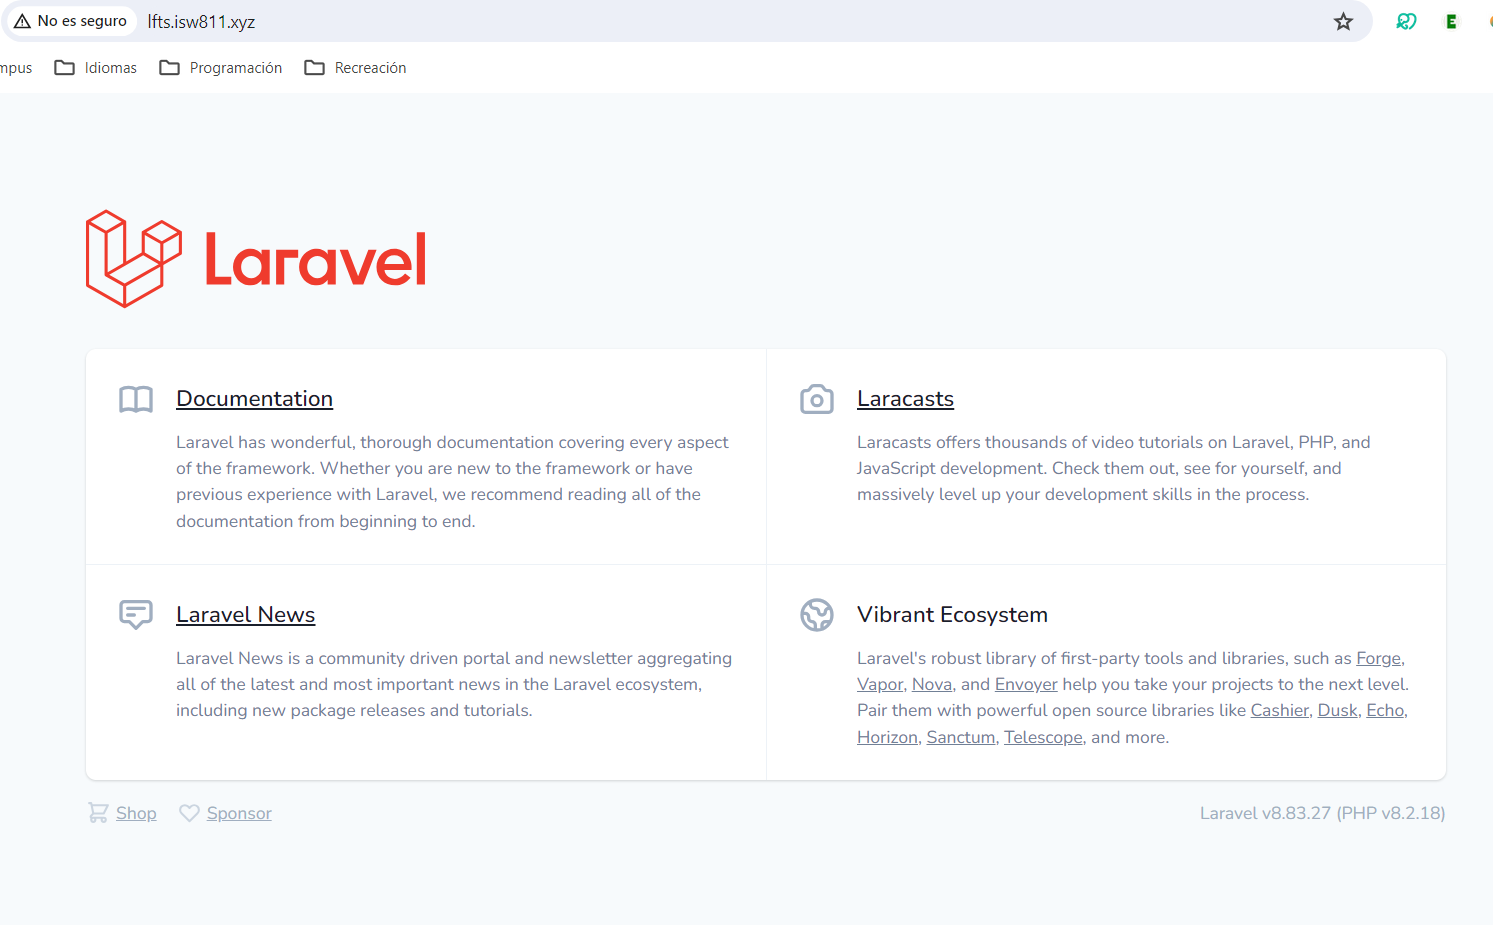 No es seguro lfts.isw811.xyz
mpus Idiomas Programación Recreación
Laravel
Documentation
Laravel has wonderful, thorough documentation covering every aspect
of the framework. Whether you are new to the framework or have
previous experience with Laravel, we recommend reading all of the
documentation from beginning to end.
Laracasts
Laracasts offers thousands of video tutorials on Laravel, PHP, and
JavaScript development. Check them out, see for yourself, and
massively level up your development skills in the process.
Laravel News
Laravel News is a community driven portal and newsletter aggregating
all of the latest and most important news in the Laravel ecosystem,
including new package releases and tutorials.
Vibrant Ecosystem
Laravel's robust library of first-party tools and libraries, such as Forge,
Vapor, Nova, and Envoyer help you take your projects to the next level.
Pair them with powerful open source libraries like Cashier, Dusk, Echo,
Horizon, Sanctum, Telescope, and more.
Shop Sponsor
Laravel v8.83.27 (PHP v8.2.18)